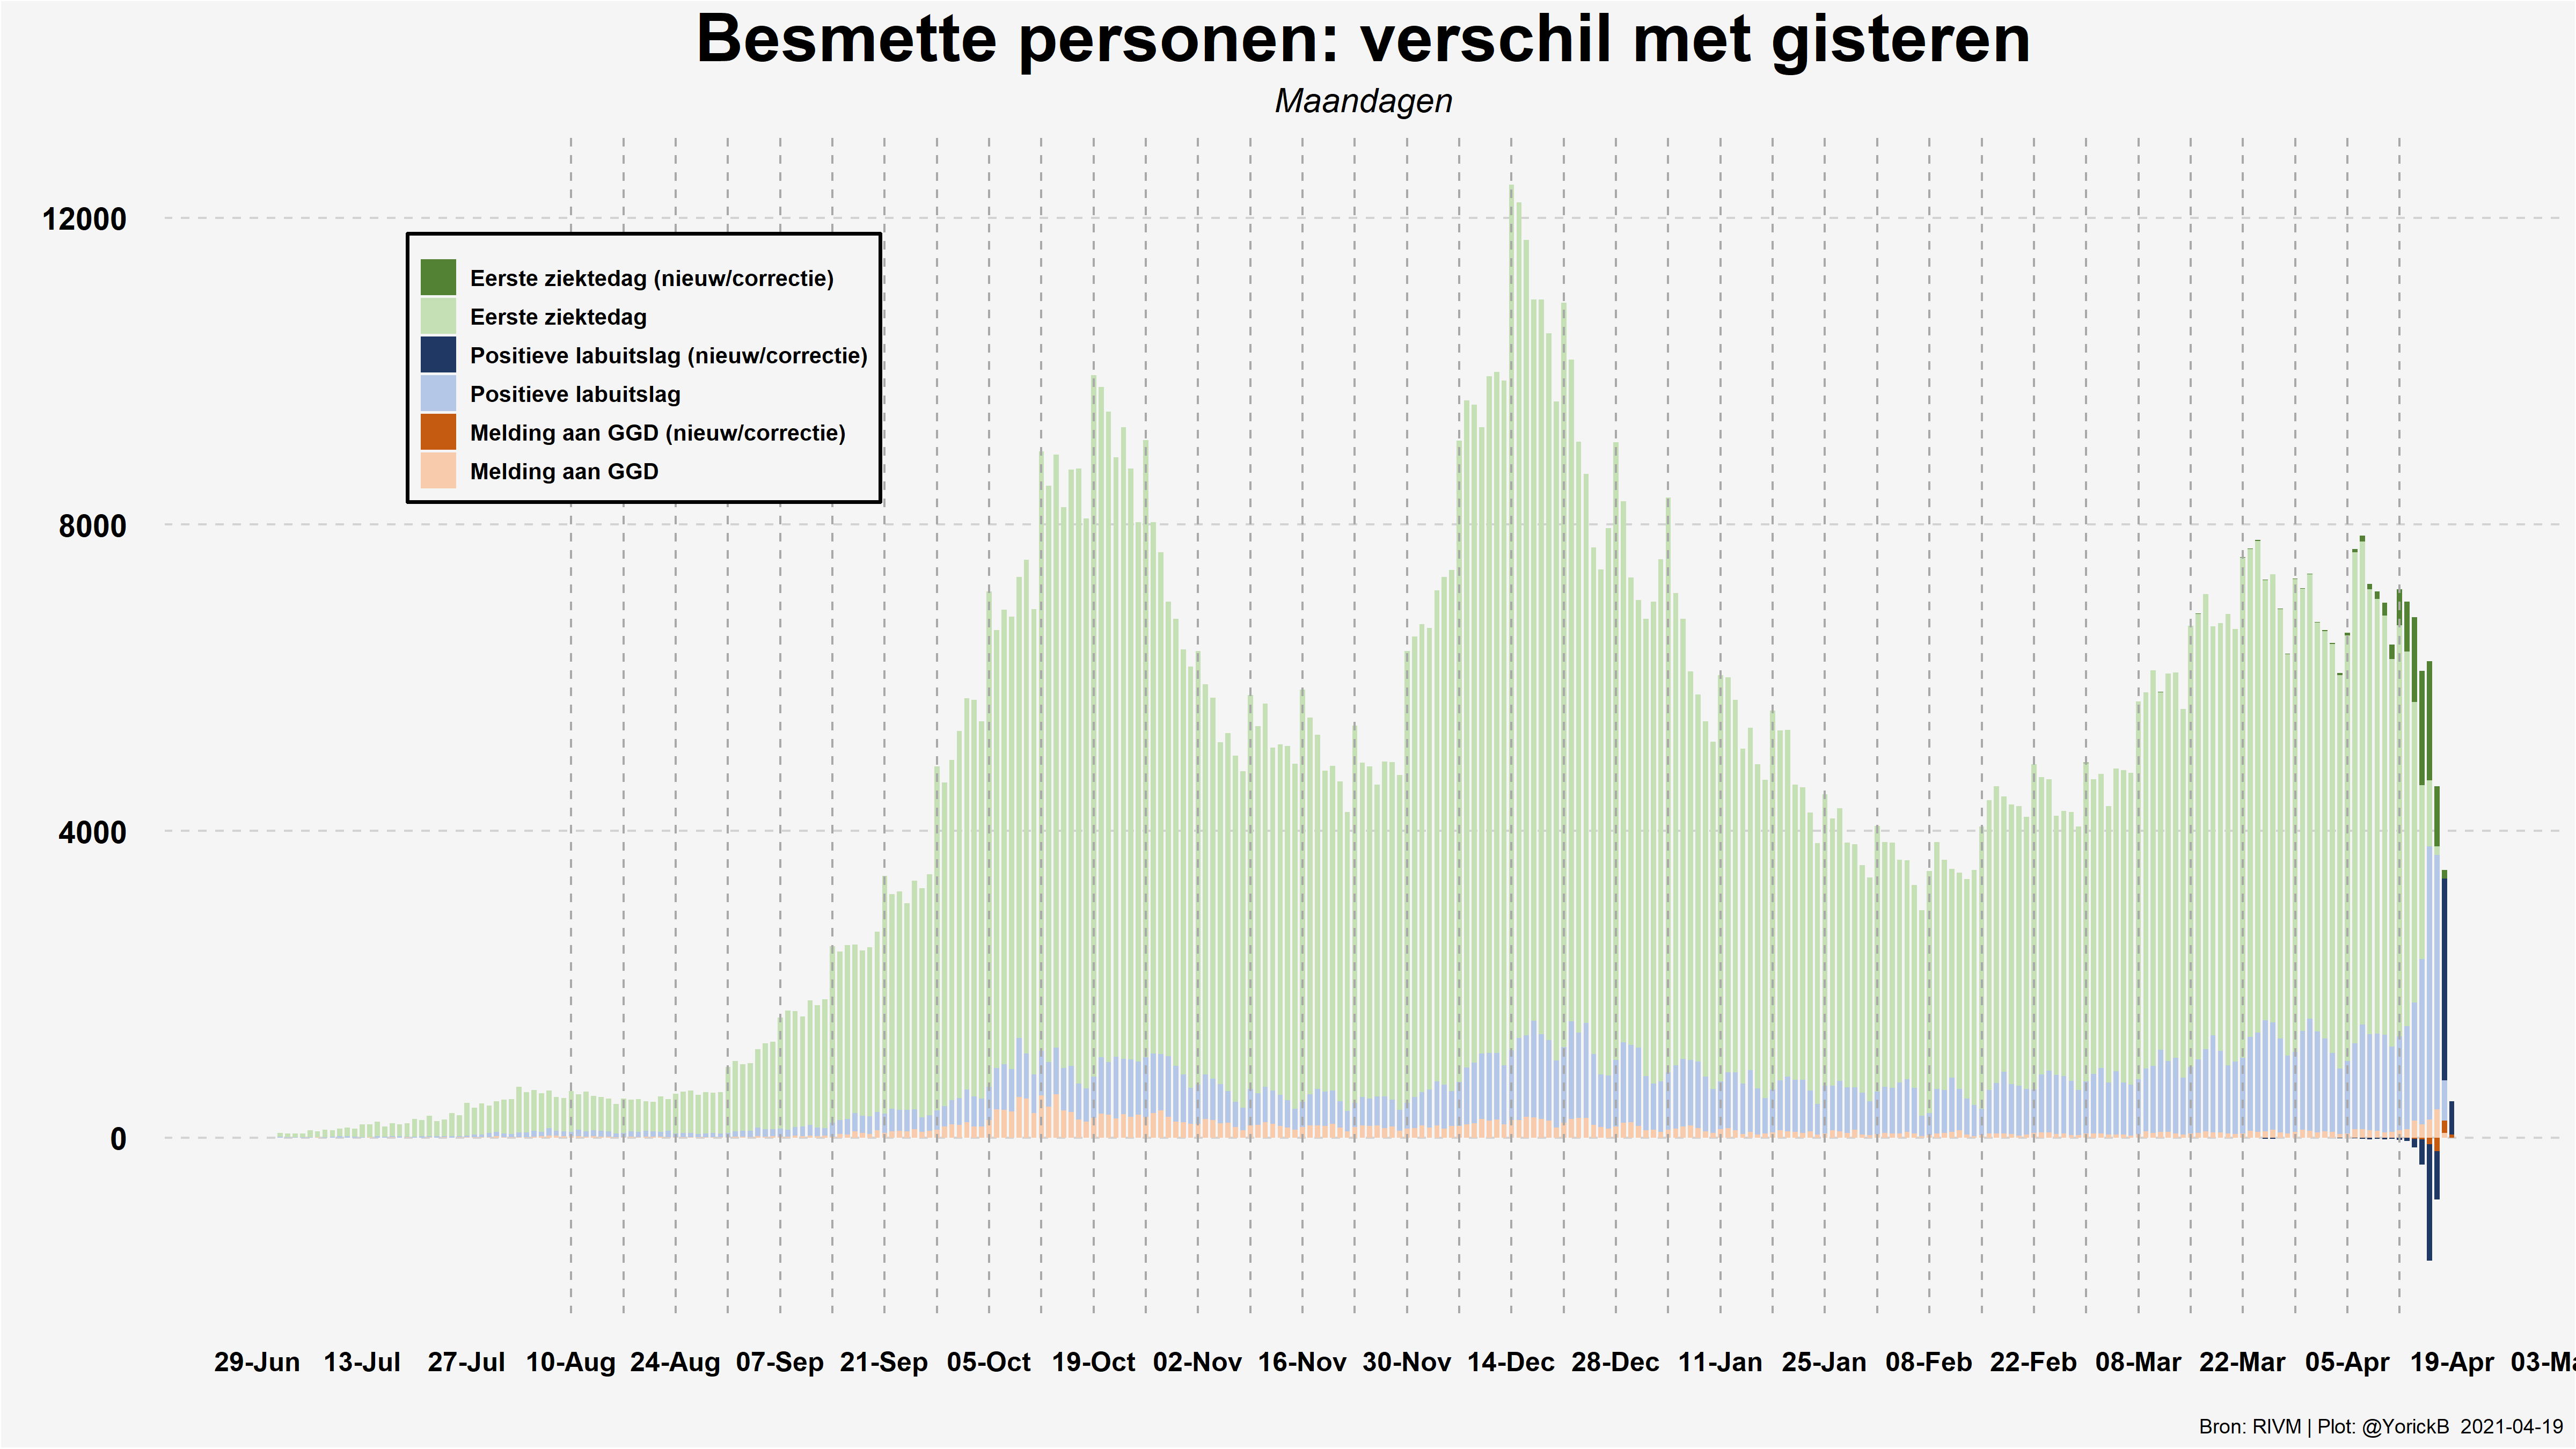 Besmette personen: verschil met gisteren
Maandagen
12000
8000
4000
0
Eerste ziektedag (nieuw/correctie)
Eerste ziektedag
Positieve labuitslag (nieuw/correctie)
Positieve labuitslag
Melding aan GGD (nieuw/correctie)
Melding aan GGD
29-Jun 13-Jul 27-Jul 10-Aug 24-Aug 07-Sep 21-Sep 05-Oct 19-Oct 02-Nov 16-Nov 30-Nov 14-Dec 28-Dec 11-Jan 25-Jan 08-Feb 22-Feb 08-Mar 22-Mar 05-Apr 19-Apr 03-Ma
Bron: RIVM | Plot: @YorickB 2021-04-19